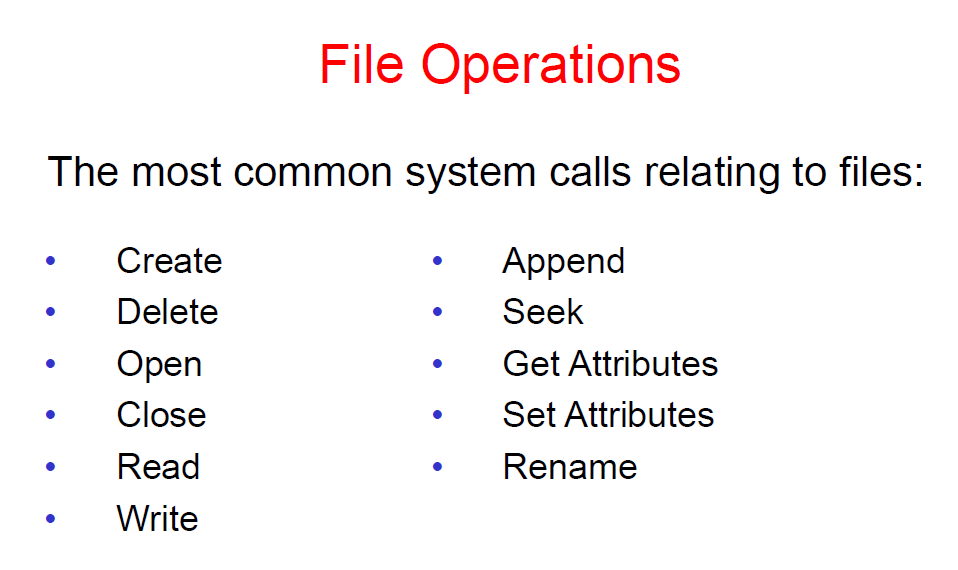 File Operations
The most common system calls relating to files:
• Create
• Delete
• Open
• Close
• Read
• Write
• Append
• Seek
• Get Attributes
• Set Attributes
• Rename